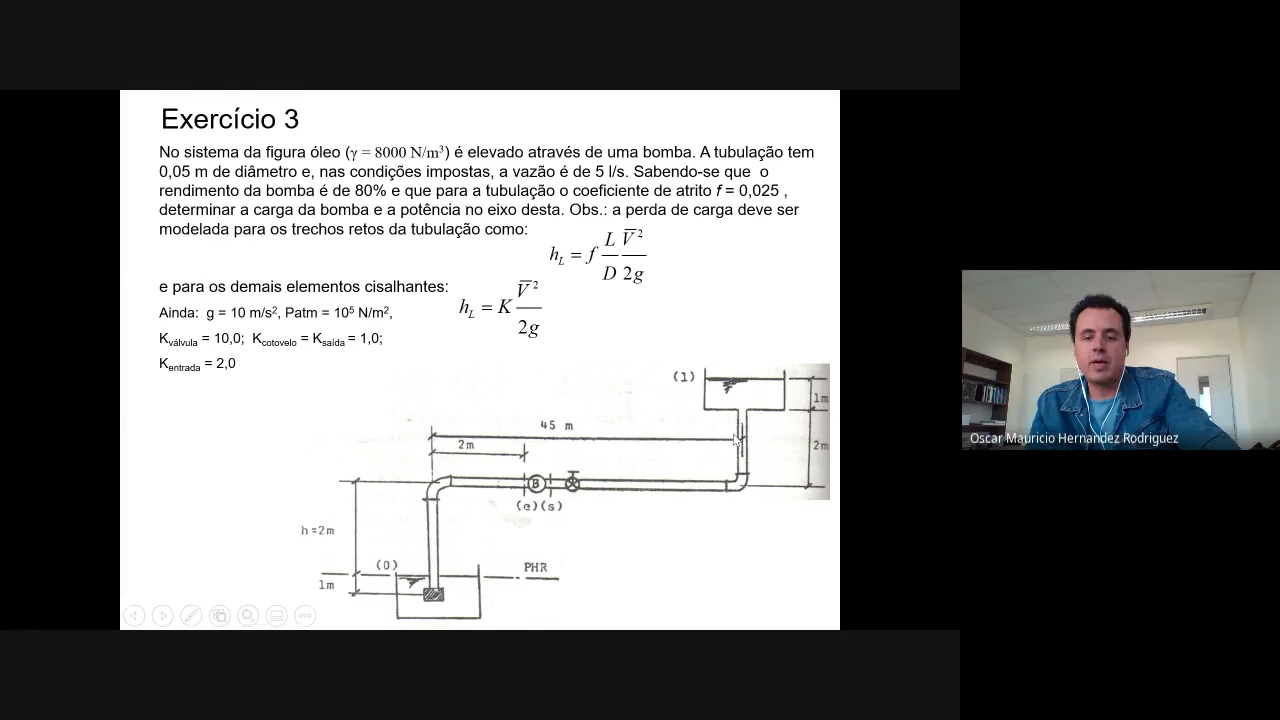 Exercício 3
No sistema da figura óleo (γ = 8000 N/m³) é elevado através de uma bomba. A tubulação tem
0,05 m de diâmetro e, nas condições impostas, a vazão é de 5 l/s. Sabendo-se que o
rendimento da bomba é de 80% e que para a tubulação o coeficiente de atrito f = 0,025 ,
determinar a carga da bomba e a potência no eixo desta. Obs.: a perda de carga deve ser
modelada para os trechos retos da tubulação como:
h_L = f L/D V̅²/2g
e para os demais elementos cisalhantes:
h_L = K V̅²/2g
Ainda: g = 10 m/s², Patm = 10⁵ N/m²,
Kválvula = 10,0; Kcotovelo = Ksaída = 1,0;
Kentrada = 2,0
(1)
1m
45 m
2m
2m
B
(e)(s)
h=2m
(0)
PHR
1m
Oscar Mauricio Hernandez Rodriguez